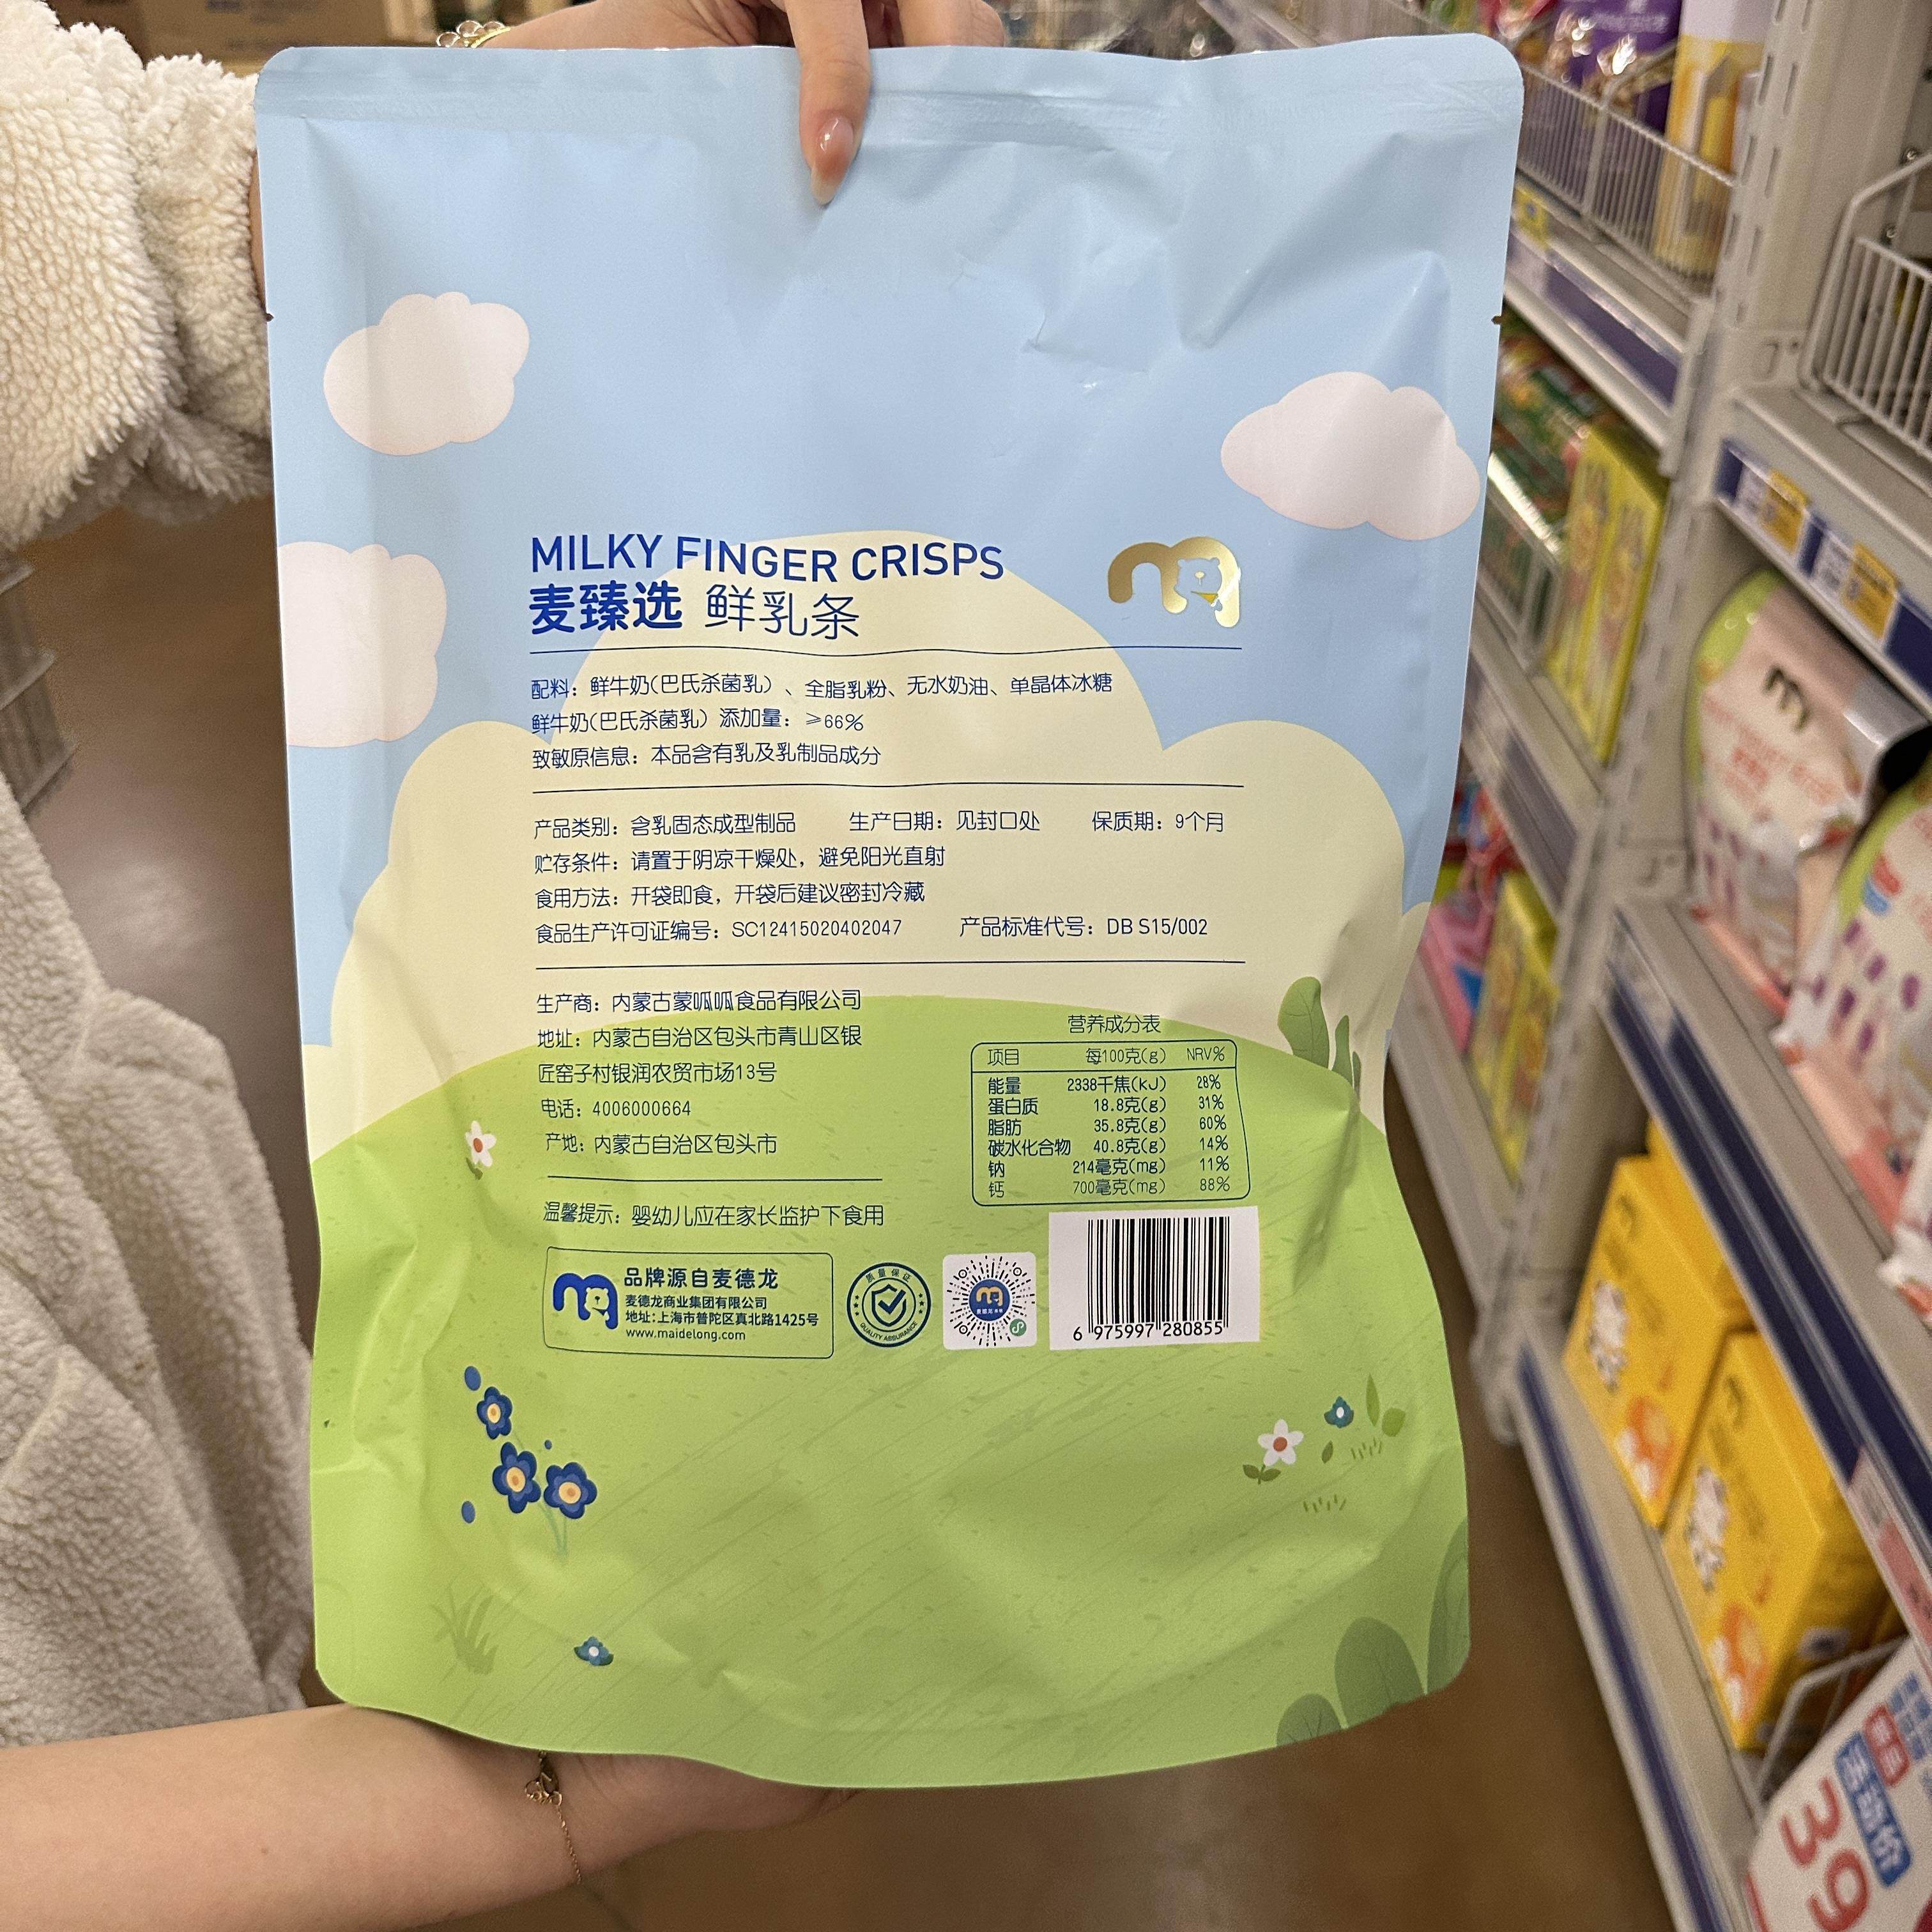 MILKY FINGER CRISPS
麦臻选 鲜乳条
配料：鲜牛奶(巴氏杀菌乳)、全脂乳粉、无水奶油、单晶体冰糖
鲜牛奶(巴氏杀菌乳) 添加量：≥66%
致敏原信息：本品含有乳及乳制品成分
产品类别：含乳固态成型制品 生产日期：见封口处 保质期：9个月
贮存条件：请置于阴凉干燥处，避免阳光直射
食用方法：开袋即食，开袋后建议密封冷藏
食品生产许可证编号：SC12415020402047 产品标准代号：DB S15/002
生产商：内蒙古蒙呱呱食品有限公司
地址：内蒙古自治区包头市青山区银
匠窑子村银润农贸市场13号
电话：4006000664
产地：内蒙古自治区包头市
温馨提示：婴幼儿应在家长监护下食用
营养成分表
项目 每100克(g) NRV%
能量 2338千焦(kJ) 28%
蛋白质 18.8克(g) 31%
脂肪 35.8克(g) 60%
碳水化合物 40.8克(g) 14%
钠 214毫克(mg) 11%
钙 700毫克(mg) 88%
品牌源自麦德龙
麦德龙商业集团有限公司
地址：上海市普陀区真北路1425号
www.maidelong.com
质量保证
QUALITY ASSURANCE
6 975997 280855
活动价
39